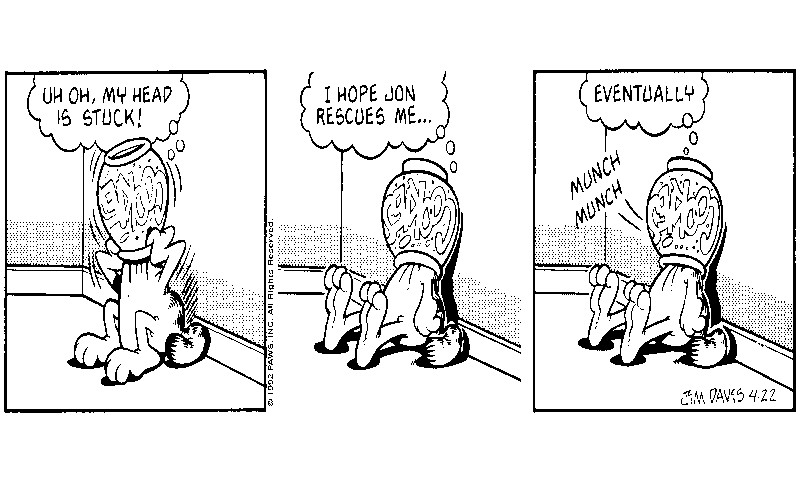 UH OH, MY HEAD
IS STUCK!
© 1992 PAWS, INC. All Rights Reserved.
I HOPE JON
RESCUES ME...
EVENTUALLY
MUNCH
MUNCH
JIM DAVIS 4-22